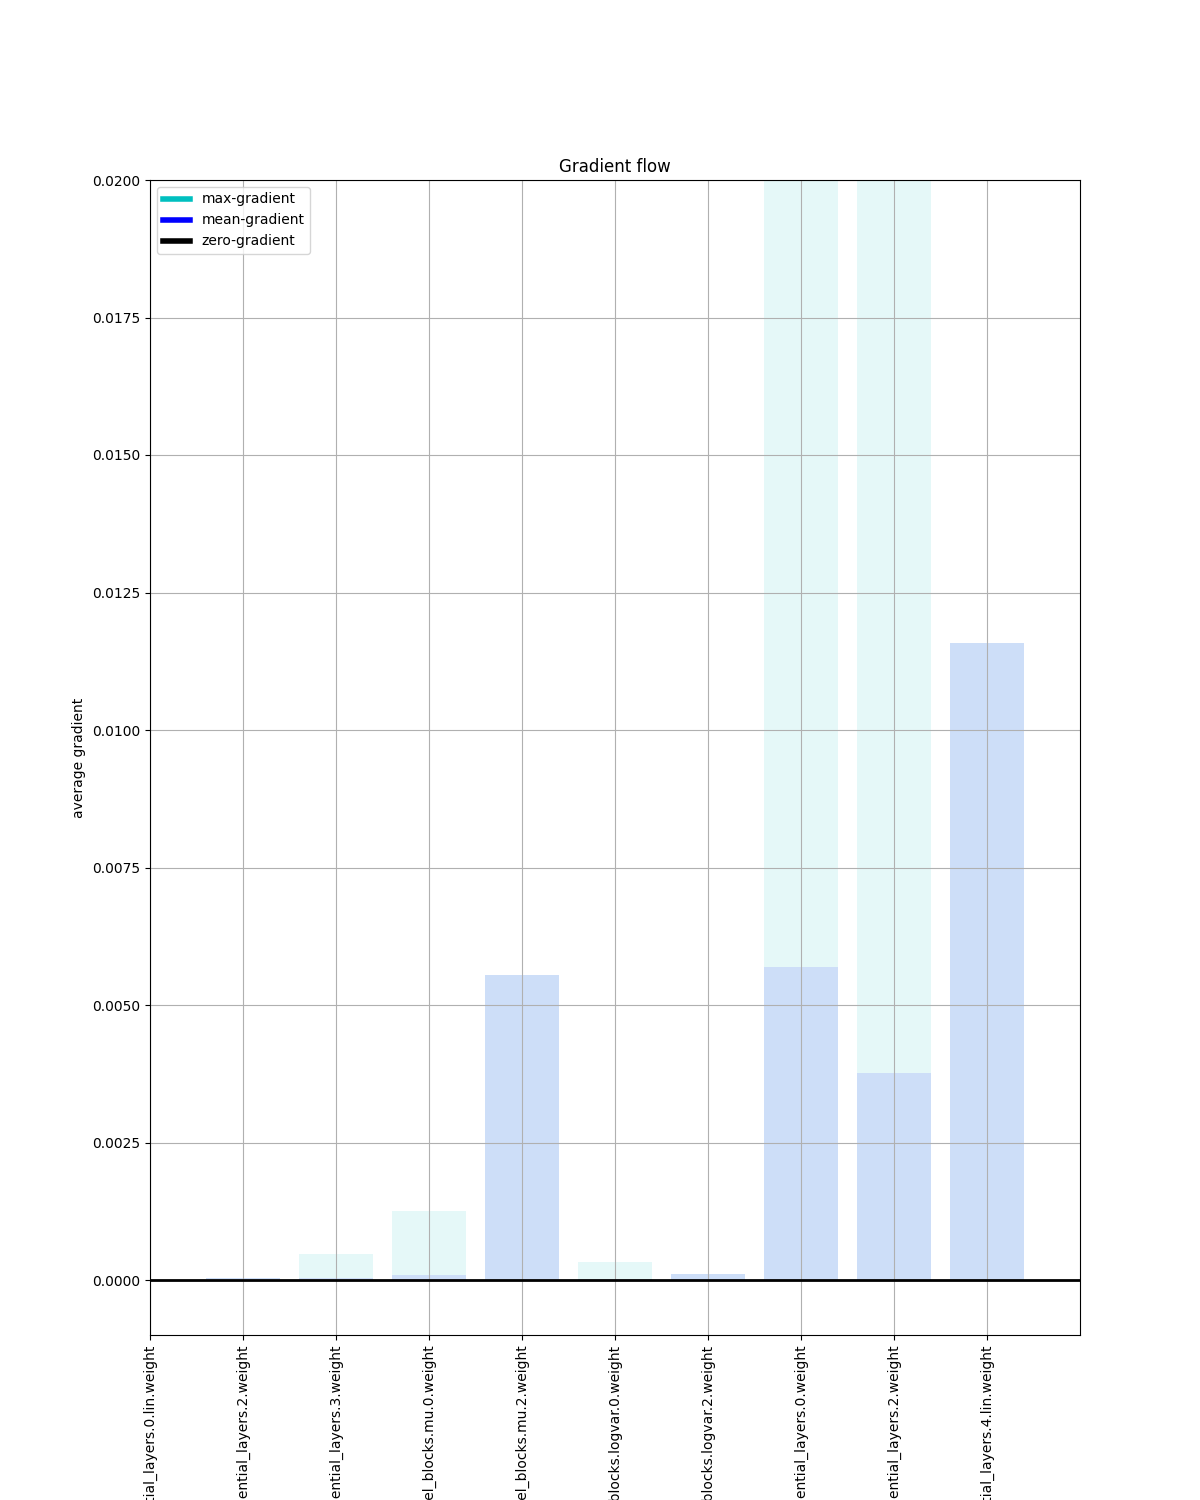 Gradient flow
max-gradient
mean-gradient
zero-gradient
average gradient
0.0200
0.0175
0.0150
0.0125
0.0100
0.0075
0.0050
0.0025
0.0000
tial_layers.0.lin.weight
ential_layers.2.weight
ential_layers.3.weight
el_blocks.mu.0.weight
el_blocks.mu.2.weight
blocks.logvar.0.weight
blocks.logvar.2.weight
ential_layers.0.weight
ential_layers.2.weight
tial_layers.4.lin.weight